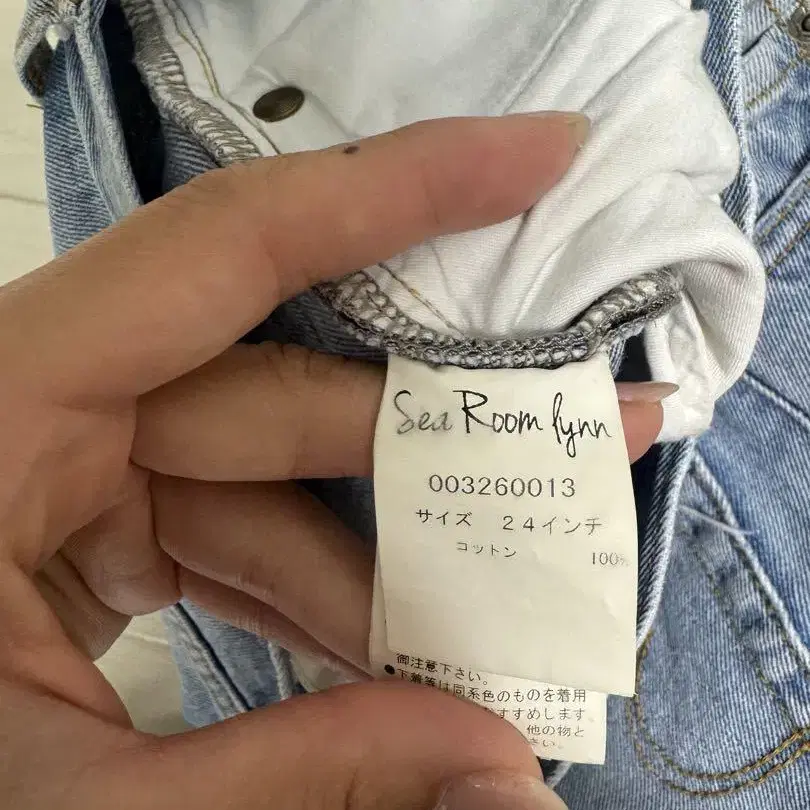 Sea Room lynn
003260013
サイズ 24インチ
コットン 100%
御注意下さい。
●下着等は同系色のものを着用
すすめします。
他の物と
さい。